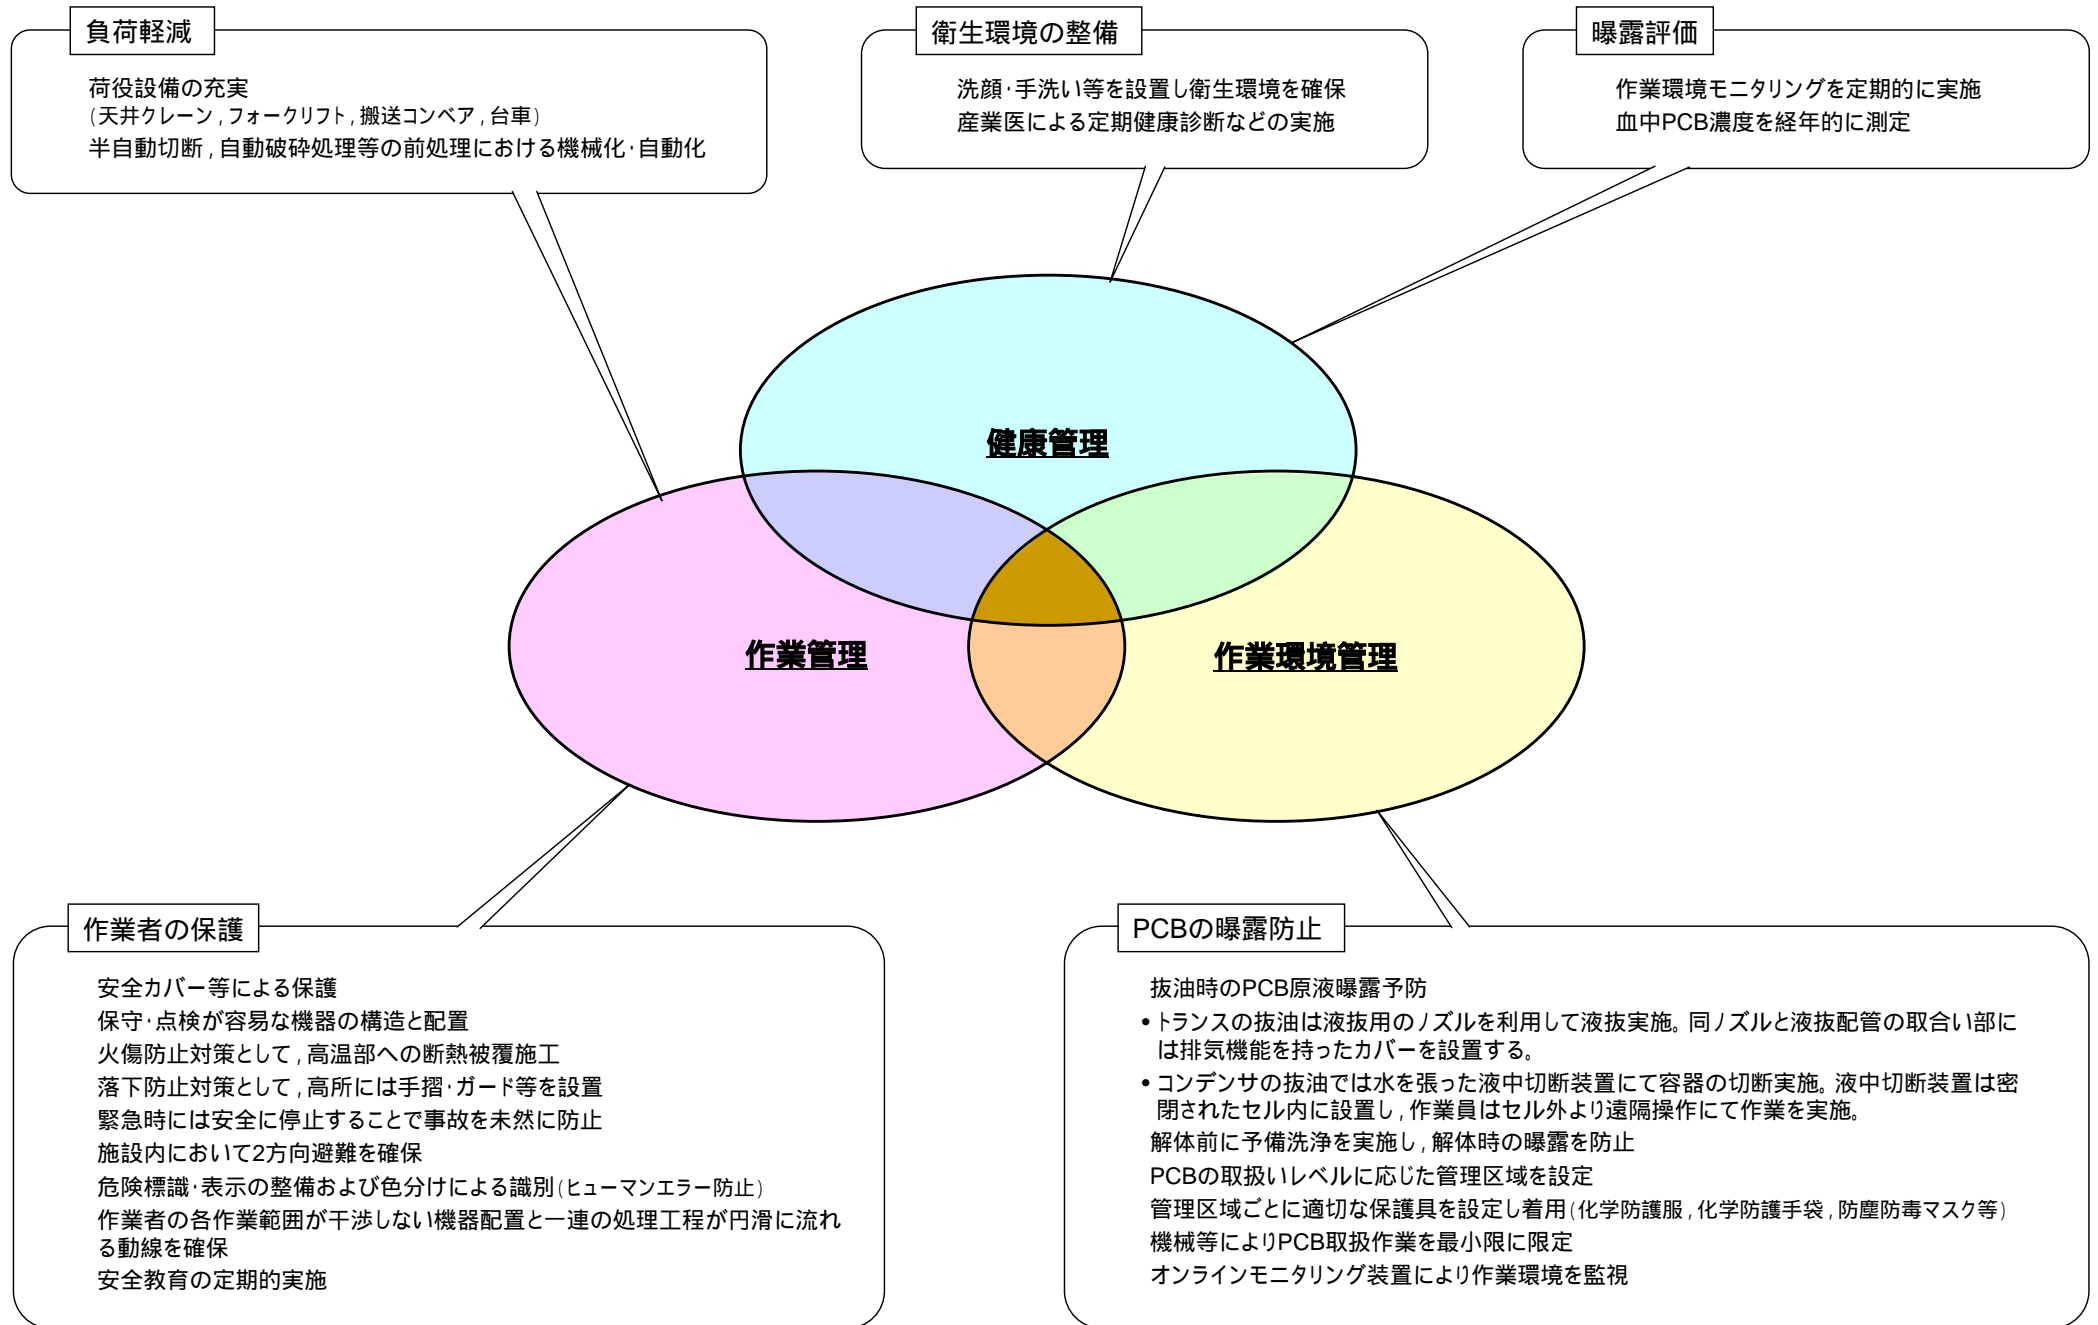 負荷軽減
荷役設備の充実
(天井クレーン,フォークリフト,搬送コンベア,台車)
半自動切断,自動破砕処理等の前処理における機械化･自動化
衛生環境の整備
洗顔･手洗い等を設置し衛生環境を確保
産業医による定期健康診断などの実施
曝露評価
作業環境モニタリングを定期的に実施
血中PCB濃度を経年的に測定
健康管理
作業管理
作業環境管理
作業者の保護
安全カバー等による保護
保守･点検が容易な機器の構造と配置
火傷防止対策として,高温部への断熱被覆施工
落下防止対策として,高所には手摺･ガード等を設置
緊急時には安全に停止することで事故を未然に防止
施設内において2方向避難を確保
危険標識･表示の整備および色分けによる識別(ヒューマンエラー防止)
作業者の各作業範囲が干渉しない機器配置と一連の処理工程が円滑に流れ
る動線を確保
安全教育の定期的実施
PCBの曝露防止
抜油時のPCB原液曝露予防
•トランスの抜油は液抜用のノズルを利用して液抜実施。同ノズルと液抜配管の取合い部に
は排気機能を持ったカバーを設置する。
•コンデンサの抜油では水を張った液中切断装置にて容器の切断実施。液中切断装置は密
閉されたセル内に設置し,作業員はセル外より遠隔操作にて作業を実施。
解体前に予備洗浄を実施し,解体時の曝露を防止
PCBの取扱いレベルに応じた管理区域を設定
管理区域ごとに適切な保護具を設定し着用(化学防護服,化学防護手袋,防塵防毒マスク等)
機械等によりPCB取扱作業を最小限に限定
オンラインモニタリング装置により作業環境を監視